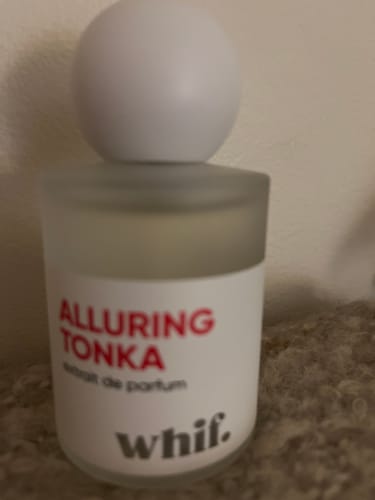 ALLURING
TONKA
extrait de parfum
whif.